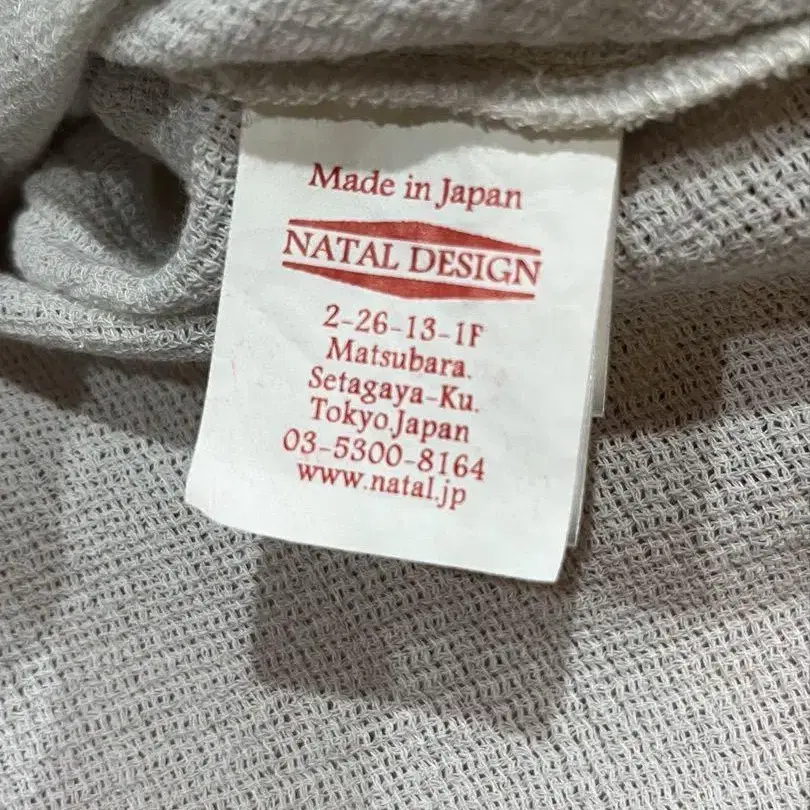 Made in Japan
NATAL DESIGN
2-26-13-1F
Matsubara.
Setagaya-Ku.
Tokyo.Japan
03-5300-8164
www.natal.jp